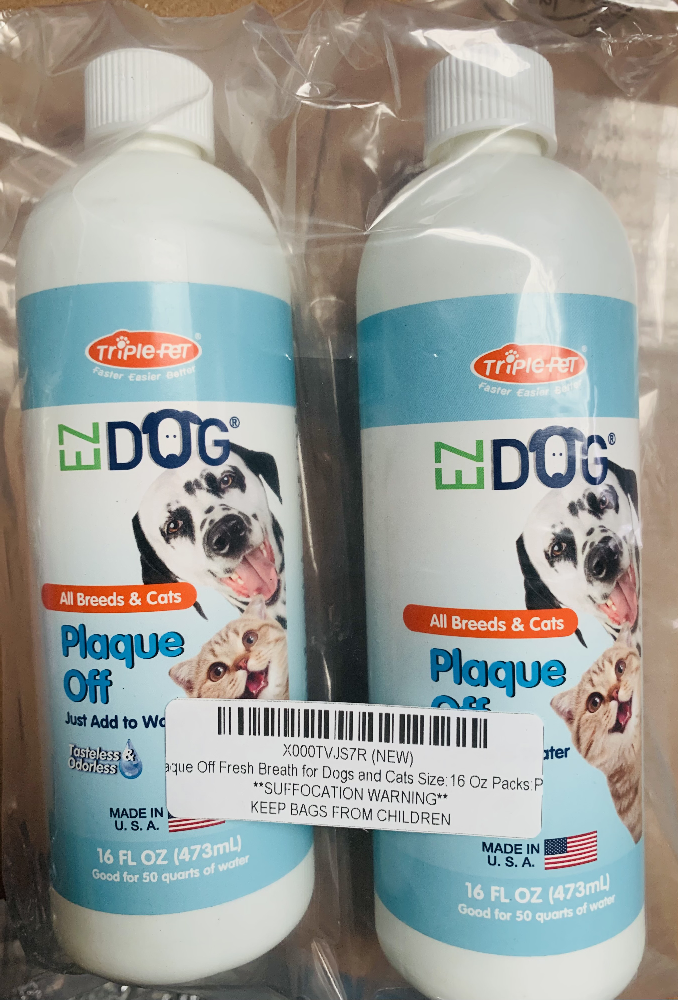 TRiPLe-PeT®
Faster Easier Better
EZ DOG®
All Breeds & Cats
Plaque
Off
Just Add to
Tasteless &
Odorless
MADE IN
U. S. A.
16 FL OZ (473mL)
Good for 50 quarts of water
TRiPLe-PeT®
Faster Easier Better
EZ DOG®
All Breeds & Cats
Plaque
Off
MADE IN
U. S. A.
16 FL OZ (473mL)
Good for 50 quarts of water
X000TVJS7R (NEW)
aque Off Fresh Breath for Dogs and Cats Size:16 Oz Packs:P
**SUFFOCATION WARNING**
KEEP BAGS FROM CHILDREN